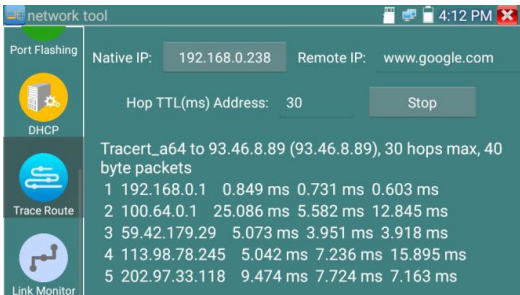 network tool
4:12 PM
Port Flashing
DHCP
Trace Route
Link Monitor
Native IP: 192.168.0.238 Remote IP: www.google.com
Hop TTL(ms) Address: 30 Stop
Tracert_a64 to 93.46.8.89 (93.46.8.89), 30 hops max, 40
byte packets
1 192.168.0.1 0.849 ms 0.731 ms 0.603 ms
2 100.64.0.1 25.086 ms 5.582 ms 12.845 ms
3 59.42.179.29 5.073 ms 3.951 ms 3.918 ms
4 113.98.78.245 5.042 ms 7.236 ms 15.895 ms
5 202.97.33.118 9.474 ms 7.724 ms 7.163 ms